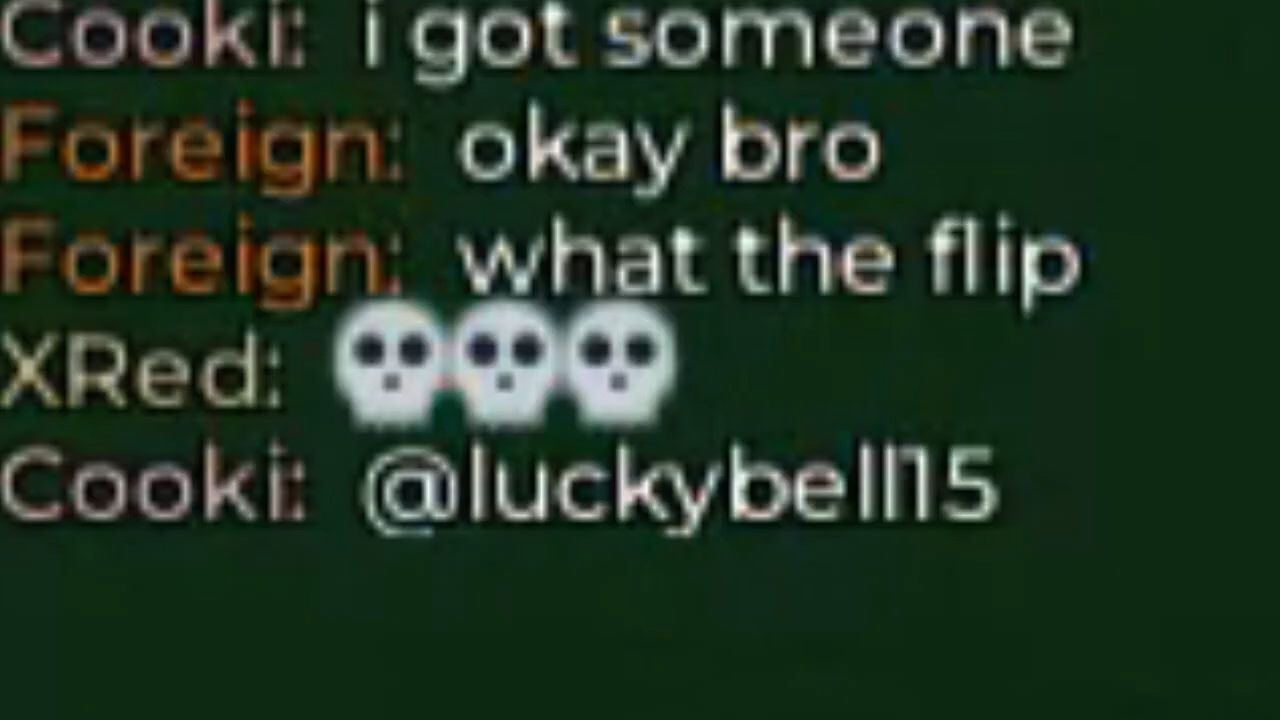 Cooki: i got someone
Foreign: okay bro
Foreign: what the flip
XRed: 💀💀💀
Cooki: @luckybell15